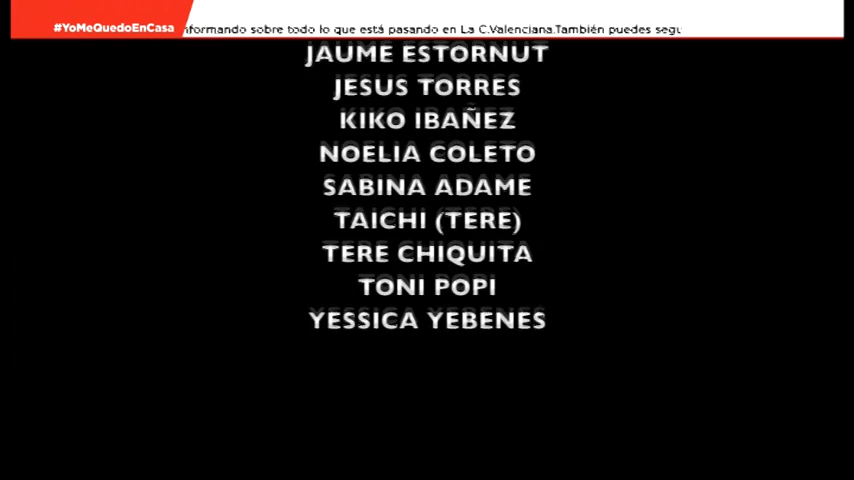 #YoMeQuedoEnCasa
nformando sobre todo lo que está pasando en La C.Valenciana.También puedes segu
JAUME ESTORNUT
JESUS TORRES
KIKO IBAÑEZ
NOELIA COLETO
SABINA ADAME
TAICHI (TERE)
TERE CHIQUITA
TONI POPI
YESSICA YEBENES